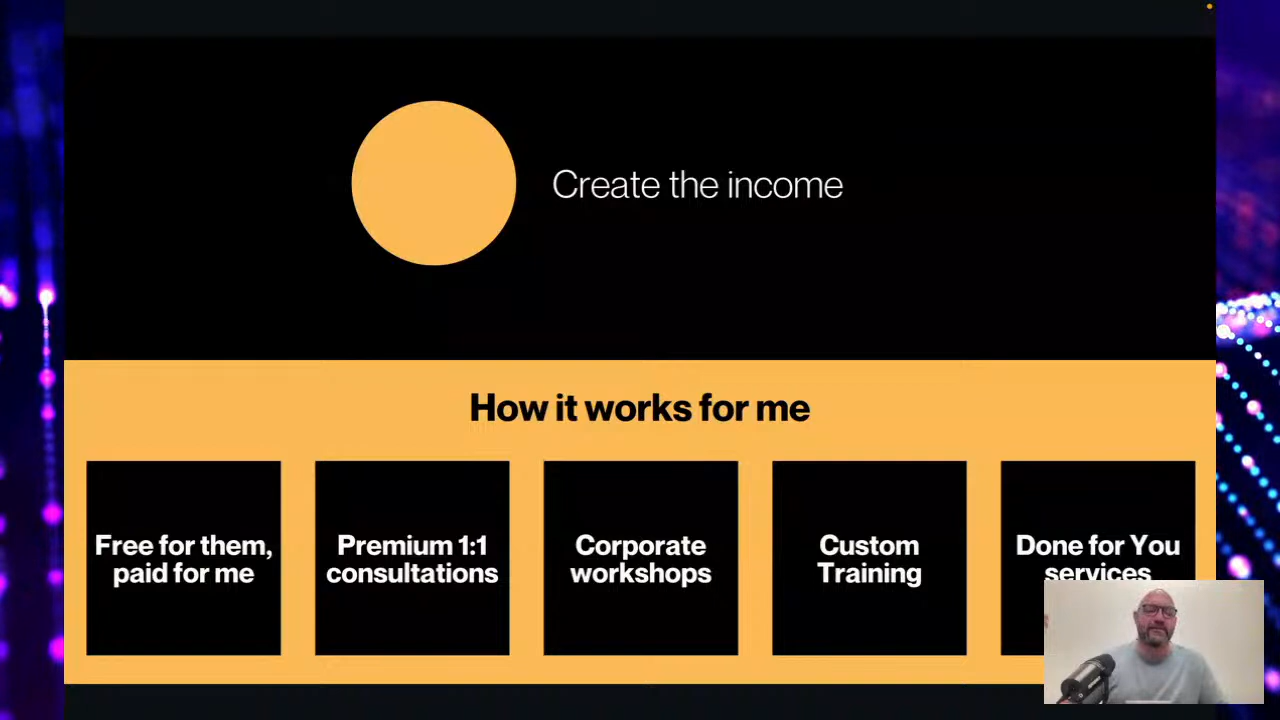 Create the income
How it works for me
Free for them,
paid for me
Premium 1:1
consultations
Corporate
workshops
Custom
Training
Done for You
services